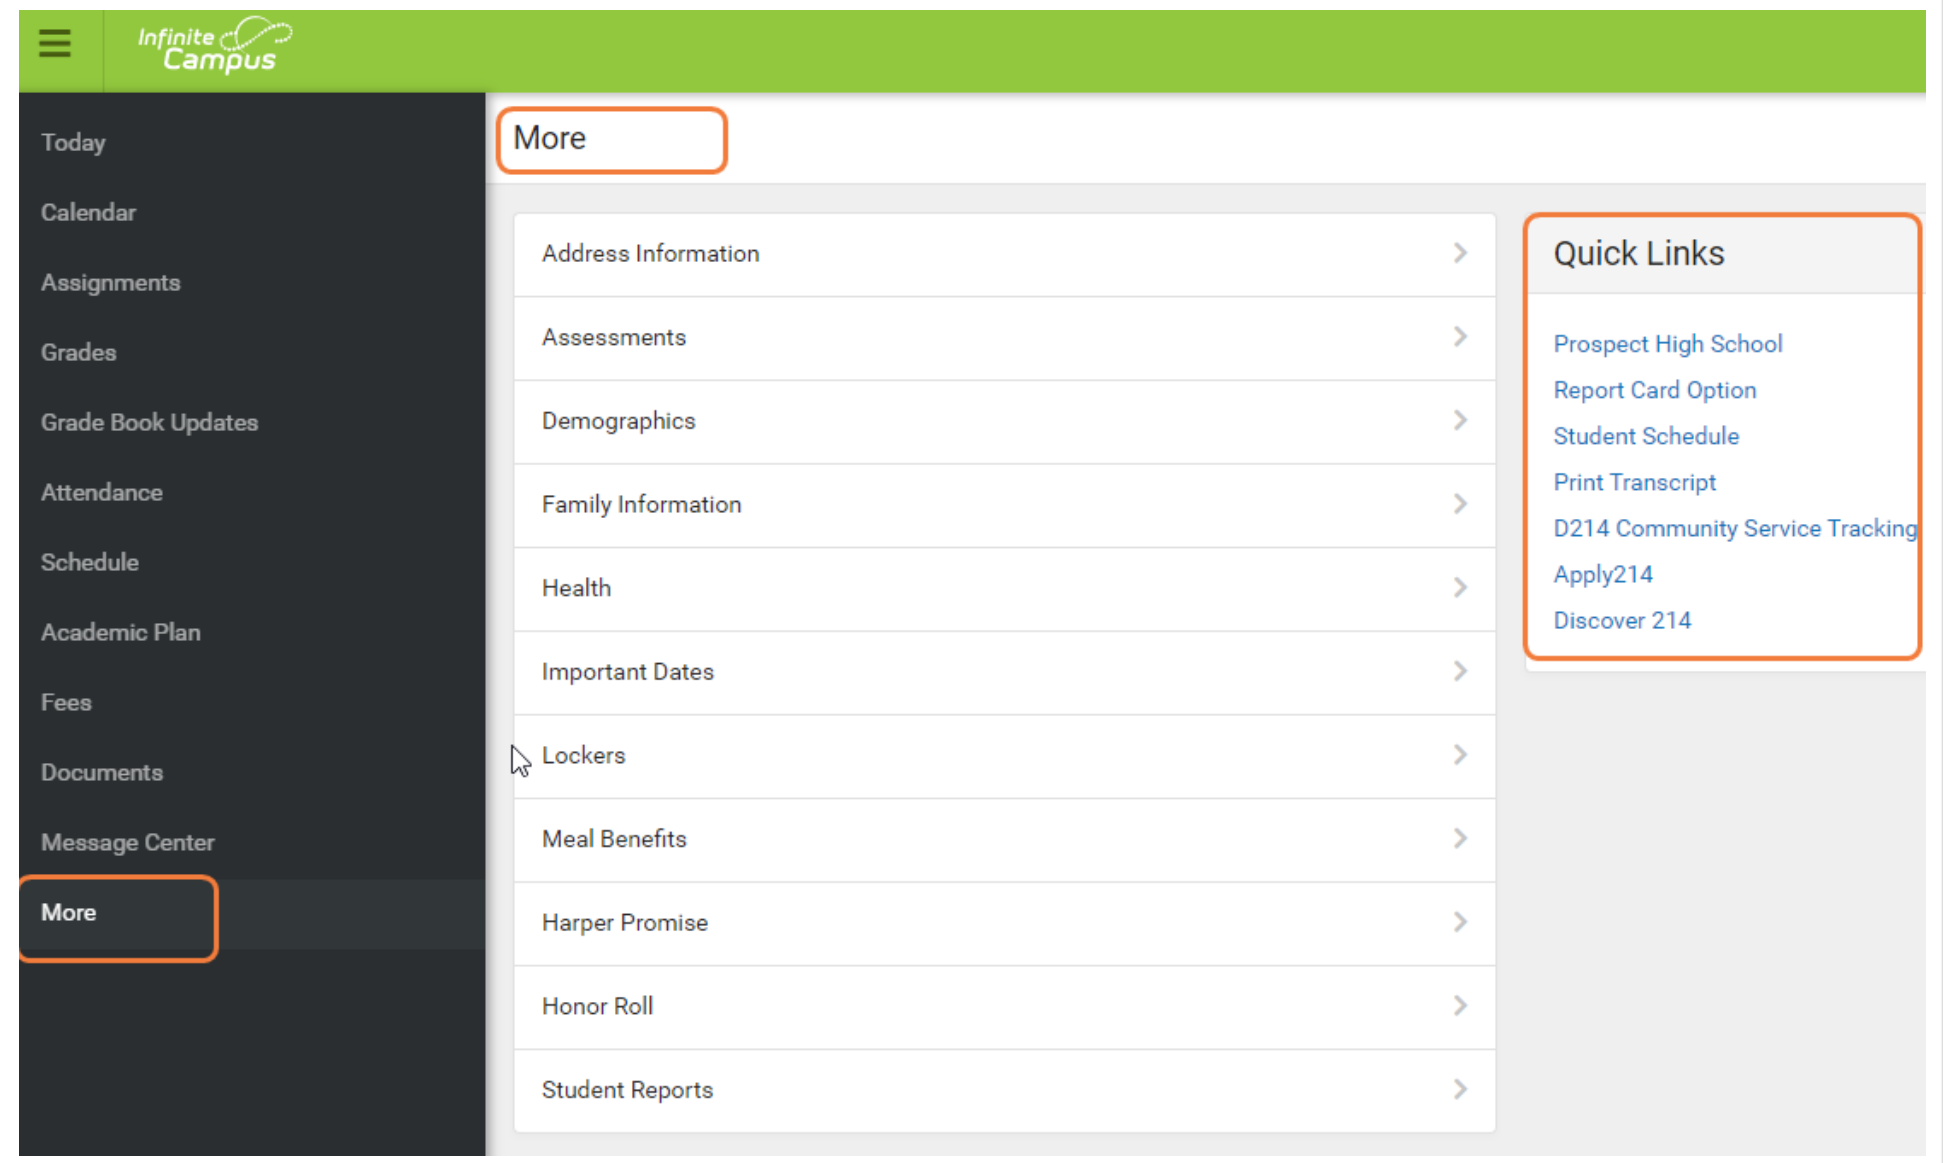 Infinite
Campus
Today
Calendar
Assignments
Grades
Grade Book Updates
Attendance
Schedule
Academic Plan
Fees
Documents
Message Center
More
More
Address Information
Assessments
Demographics
Family Information
Health
Important Dates
Lockers
Meal Benefits
Harper Promise
Honor Roll
Student Reports
Quick Links
Prospect High School
Report Card Option
Student Schedule
Print Transcript
D214 Community Service Tracking
Apply214
Discover 214